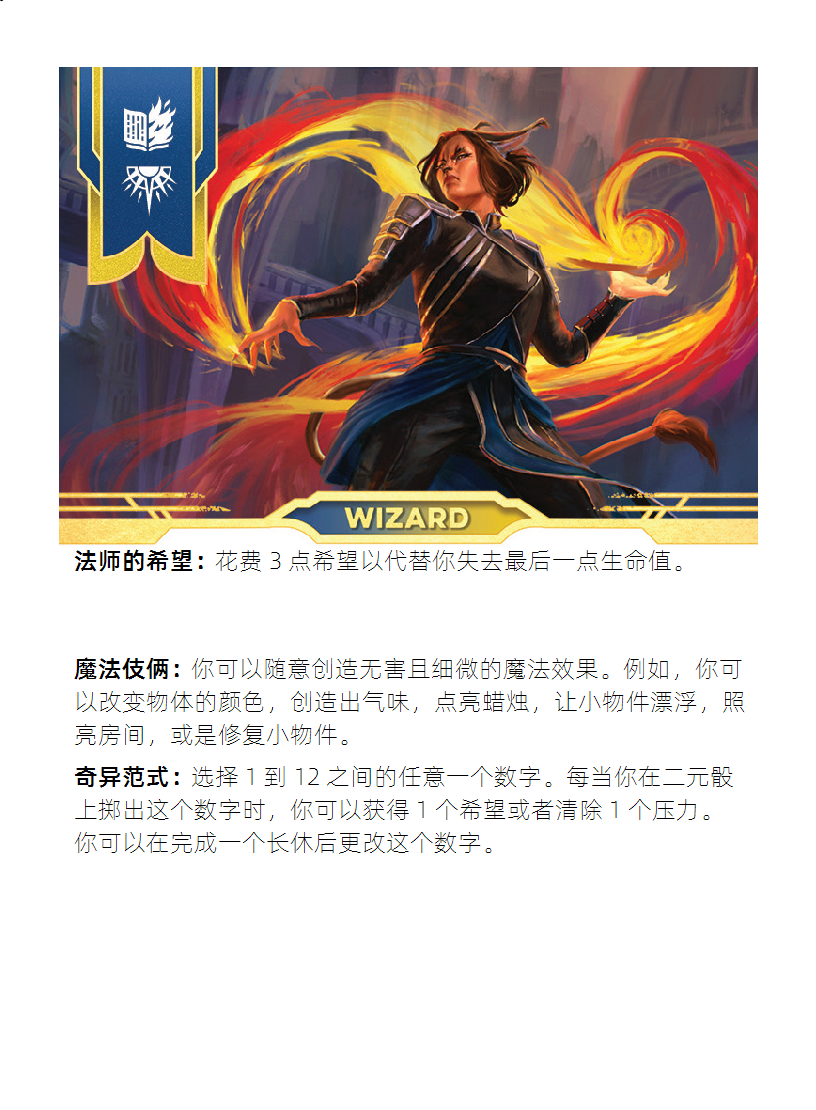 WIZARD
法师的希望：花费 3 点希望以代替你失去最后一点生命值。
魔法伎俩：你可以随意创造无害且细微的魔法效果。例如，你可
以改变物体的颜色，创造出气味，点亮蜡烛，让小物件漂浮，照
亮房间，或是修复小物件。
奇异范式：选择 1 到 12 之间的任意一个数字。每当你在二元骰
上掷出这个数字时，你可以获得 1 个希望或者清除 1 个压力。
你可以在完成一个长休后更改这个数字。